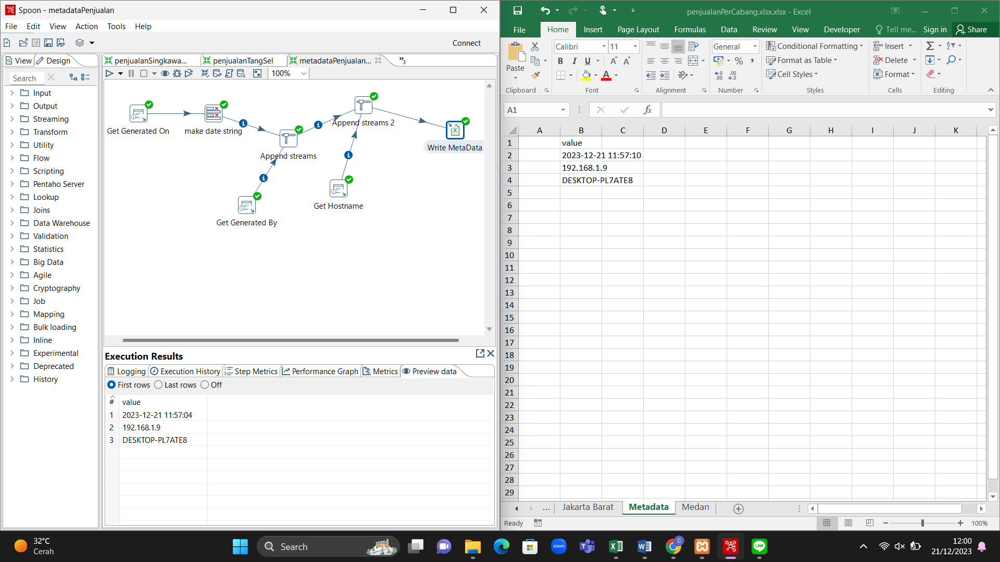 Spoon - metadataPenjualan
File Edit View Action Tools Help
Connect
View Design
Search
Input
Output
Streaming
Transform
Utility
Flow
Scripting
Pentaho Server
Lookup
Joins
Data Warehouse
Validation
Statistics
Big Data
Agile
Cryptography
Job
Mapping
Bulk loading
Inline
Experimental
Deprecated
History
penjualanSingkawa... penjualanTangSel metadataPenjualan... »3
100%
Get Generated On
make date string
Append streams 2
Write MetaData
Append streams
Get Hostname
Get Generated By
Execution Results
Logging Execution History Step Metrics Performance Graph Metrics Preview data
First rows Last rows Off
# value
1 2023-12-21 11:57:04
2 192.168.1.9
3 DESKTOP-PL7ATE8
penjualanPerCabang.xlsx.xlsx - Excel
File Home Insert Page Layout Formulas Data Review View Developer Tell me... Sign in Share
Paste
Clipboard
Calibri 11
B I U
Font
Alignment
General
Number
Conditional Formatting
Format as Table
Cell Styles
Styles
Insert
Delete
Format
Cells
Editing
A1
fx
A B C D E F G H I J K
1 value
2 2023-12-21 11:57:10
3 192.168.1.9
4 DESKTOP-PL7ATE8
5
6
7
8
9
10
11
12
13
14
15
16
17
18
19
20
21
22
23
24
25
26
27
28
29
... Jakarta Barat Metadata Medan
Ready
100%
32°C
Cerah
Search
zoom
12:00
21/12/2023